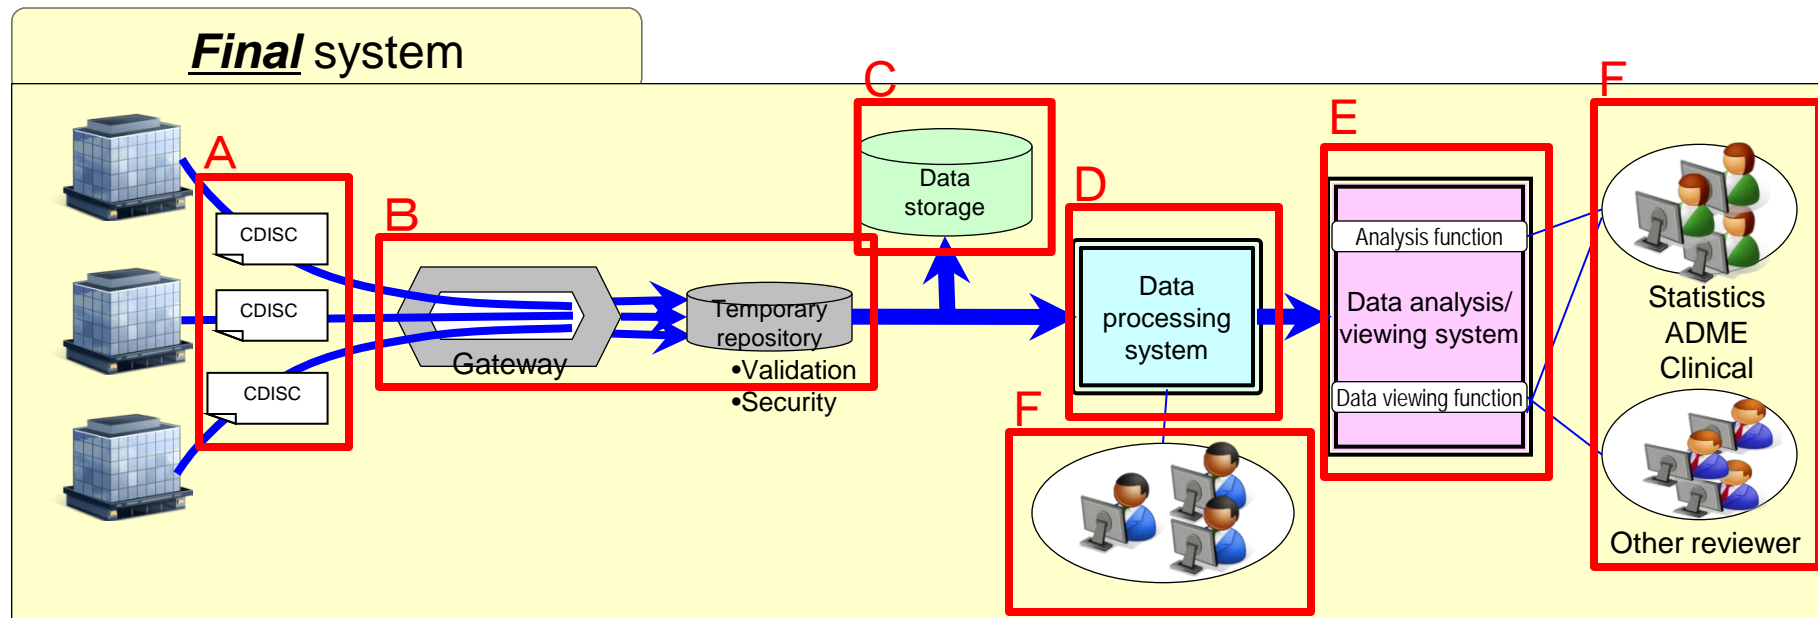 Final system
A
CDISC
CDISC
CDISC
B
Gateway
Temporary
repository
•Validation
•Security
C
Data
storage
D
Data
processing
system
F
E
Analysis function
Data analysis/
viewing system
Data viewing function
F
Statistics
ADME
Clinical
Other reviewer